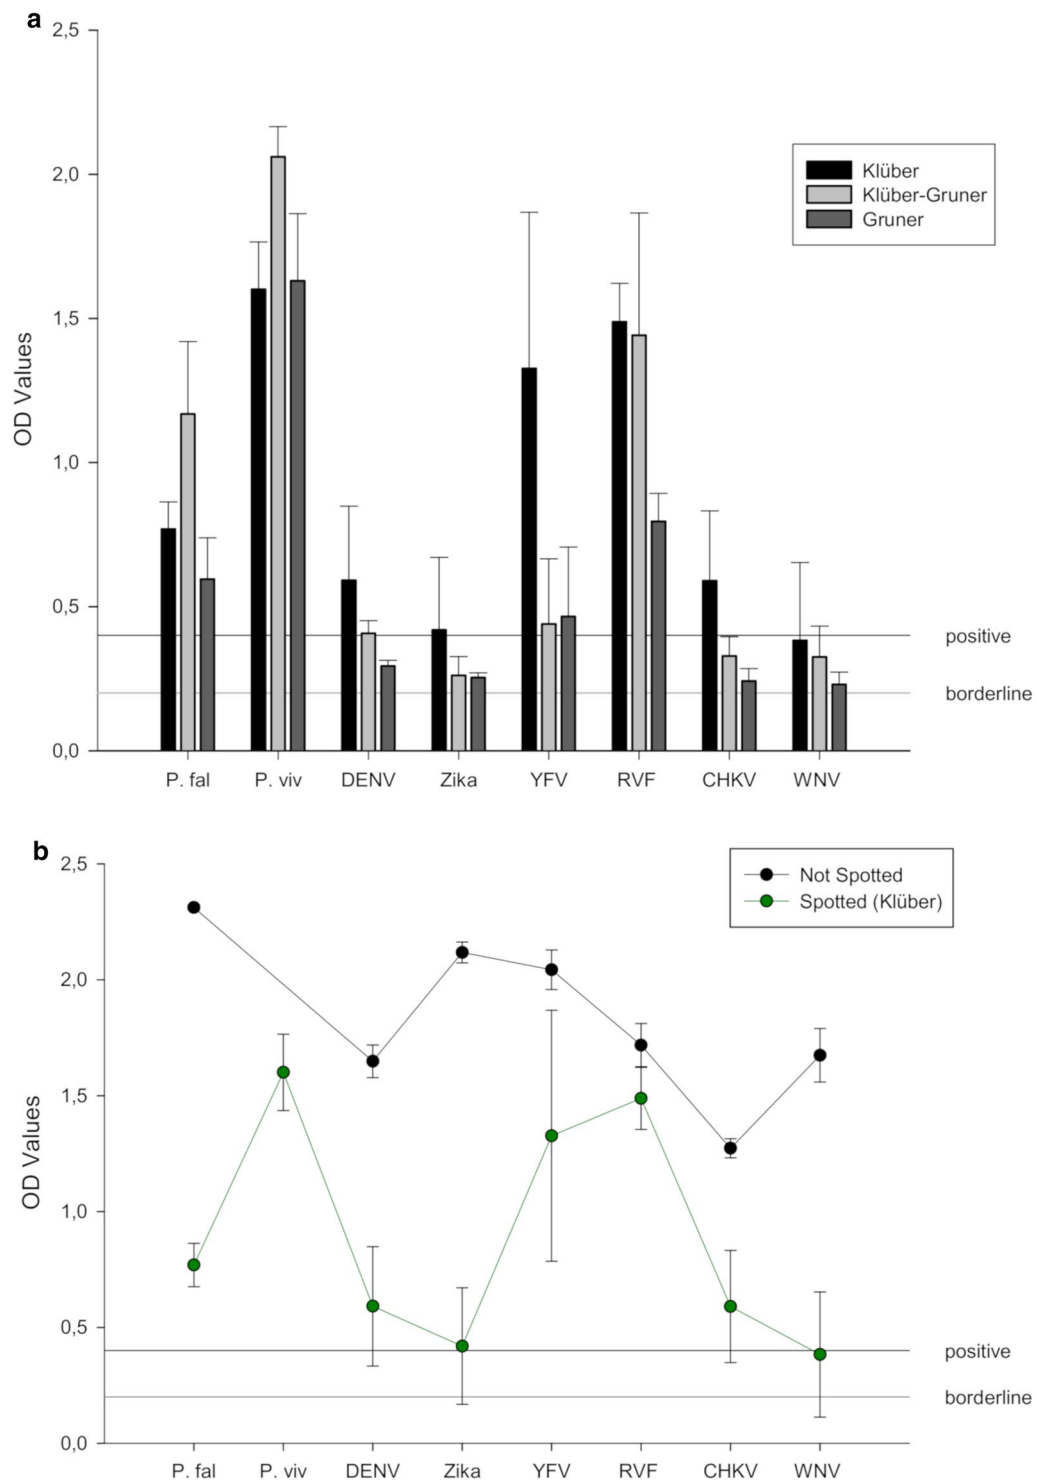 a
2,5
2,0
1,5
1,0
0,5
0,0
OD Values
Klüber
Klüber-Gruner
Gruner
positive
borderline
P. fal P. viv DENV Zika YFV RVF CHKV WNV
b
2,5
2,0
1,5
1,0
0,5
0,0
OD Values
Not Spotted
Spotted (Klüber)
positive
borderline
P. fal P. viv DENV Zika YFV RVF CHKV WNV